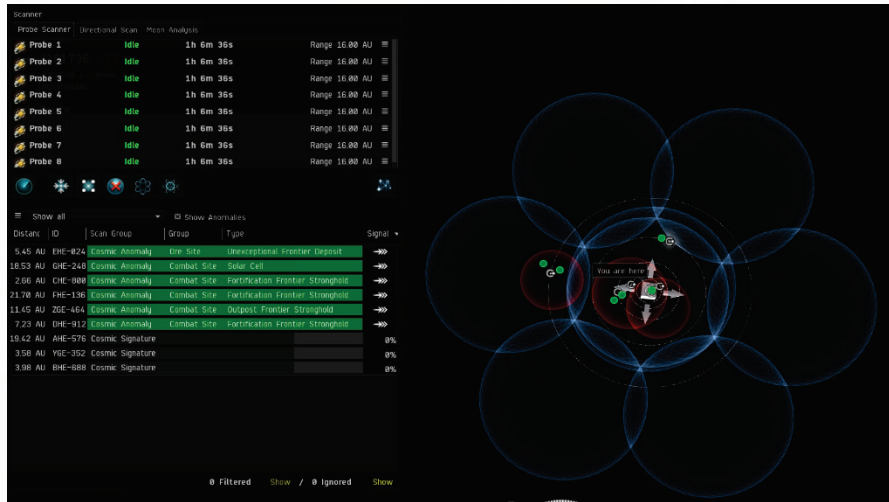 Scanner
Probe Scanner Directional Scan Moon Analysis
Probe 1 Idle 1h 6m 36s Range 16.00 AU
Probe 2 Idle 1h 6m 36s Range 16.00 AU
Probe 3 Idle 1h 6m 36s Range 16.00 AU
Probe 4 Idle 1h 6m 36s Range 16.00 AU
Probe 5 Idle 1h 6m 36s Range 16.00 AU
Probe 6 Idle 1h 6m 36s Range 16.00 AU
Probe 7 Idle 1h 6m 36s Range 16.00 AU
Probe 8 Idle 1h 6m 36s Range 16.00 AU
Show all Show Anomalies
Distanc ID Scan Group Group Type Signal
5.45 AU EHE-024 Cosmic Anomaly Ore Site Unexceptional Frontier Deposit
18.53 AU GHE-248 Cosmic Anomaly Combat Site Solar Cell
2.66 AU CHE-800 Cosmic Anomaly Combat Site Fortification Frontier Stronghold
21.70 AU FHE-136 Cosmic Anomaly Combat Site Fortification Frontier Stronghold
11.45 AU ZGE-464 Cosmic Anomaly Combat Site Outpost Frontier Stronghold
7.23 AU DHE-912 Cosmic Anomaly Combat Site Fortification Frontier Stronghold
19.42 AU AHE-576 Cosmic Signature 0%
3.58 AU YGE-352 Cosmic Signature 0%
3.98 AU BHE-688 Cosmic Signature 0%
0 Filtered Show / 0 Ignored Show
You are here